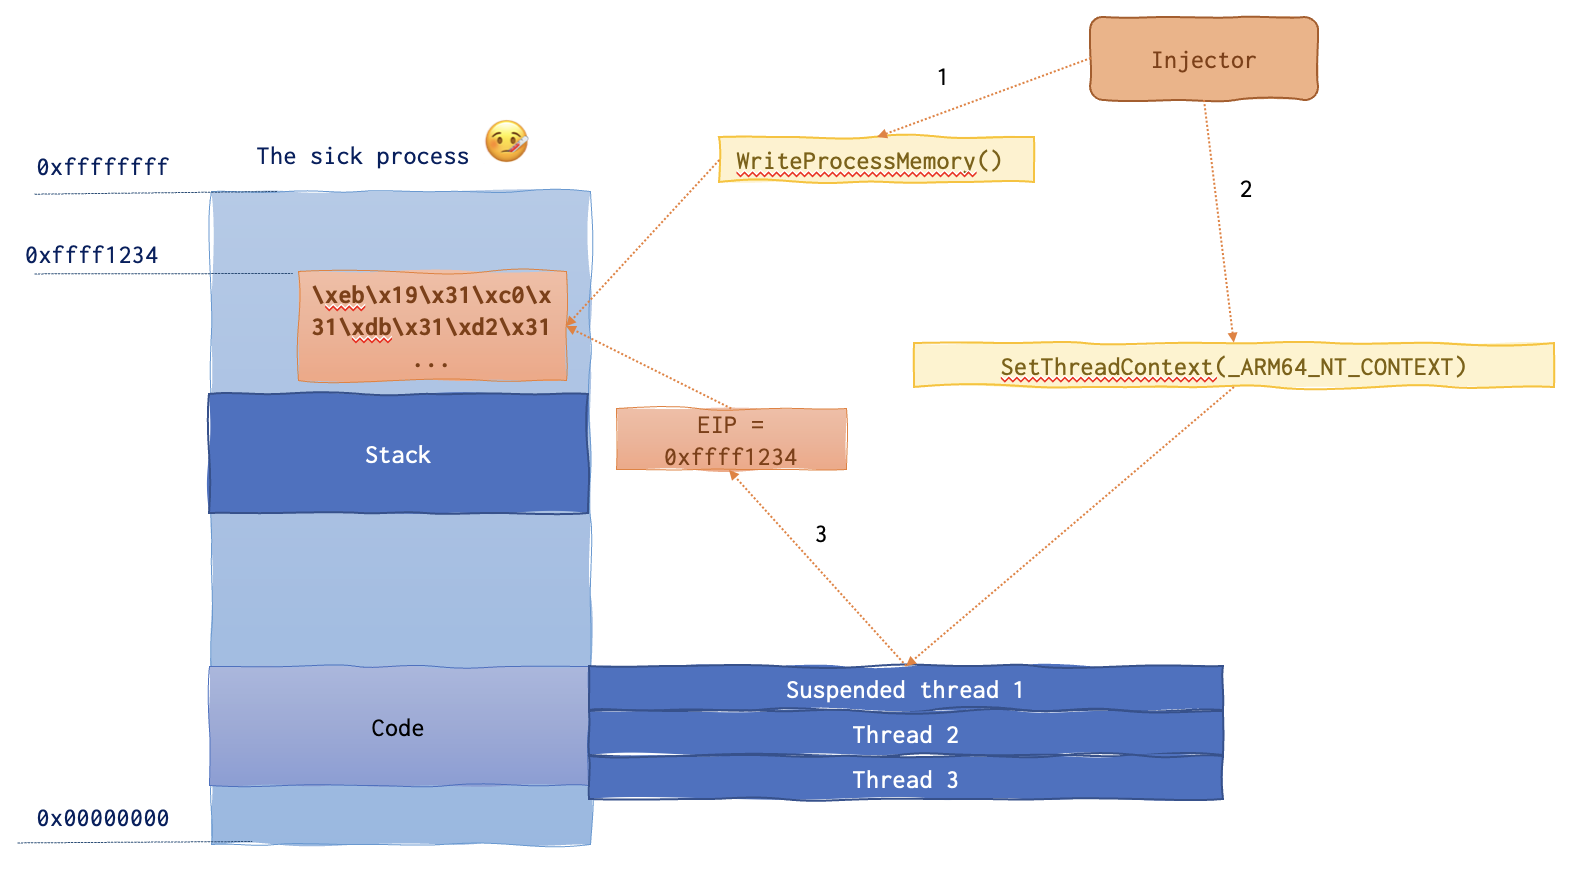 Injector
1
The sick process
0xffffffff
WriteProcessMemory()
2
0xffff1234
\xeb\x19\x31\xc0\x
31\xdb\x31\xd2\x31
...
SetThreadContext(_ARM64_NT_CONTEXT)
EIP =
0xffff1234
Stack
3
Suspended thread 1
Code
Thread 2
Thread 3
0x00000000